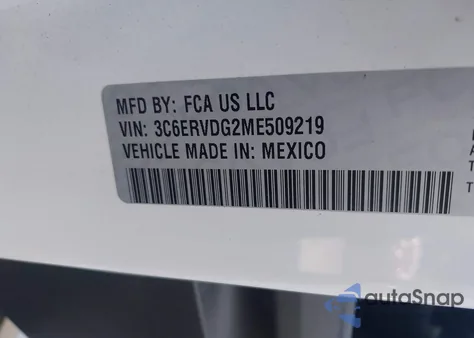 MFD BY: FCA US LLC
VIN: 3C6ERVDG2ME509219
VEHICLE MADE IN: MEXICO
autoSnap